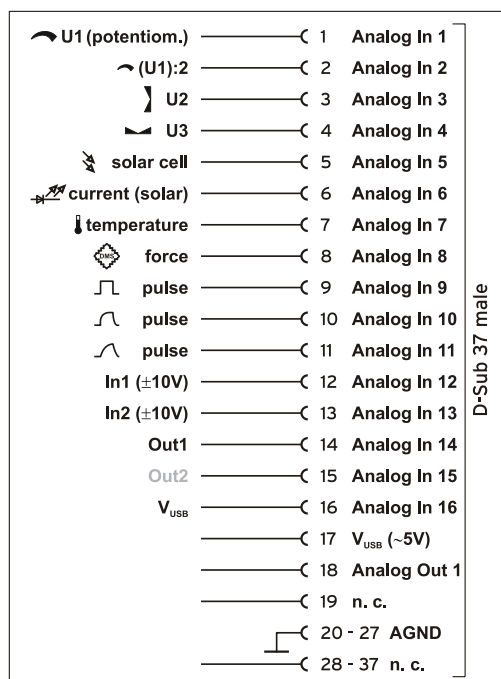 U1 (potentiom.) 1 Analog In 1
(U1):2 2 Analog In 2
U2 3 Analog In 3
U3 4 Analog In 4
solar cell 5 Analog In 5
current (solar) 6 Analog In 6
temperature 7 Analog In 7
DMS force 8 Analog In 8
pulse 9 Analog In 9
pulse 10 Analog In 10
pulse 11 Analog In 11
In1 (±10V) 12 Analog In 12
In2 (±10V) 13 Analog In 13
Out1 14 Analog In 14
Out2 15 Analog In 15
VUSB 16 Analog In 16
17 VUSB (~5V)
18 Analog Out 1
19 n. c.
20 - 27 AGND
28 - 37 n. c.
D-Sub 37 male